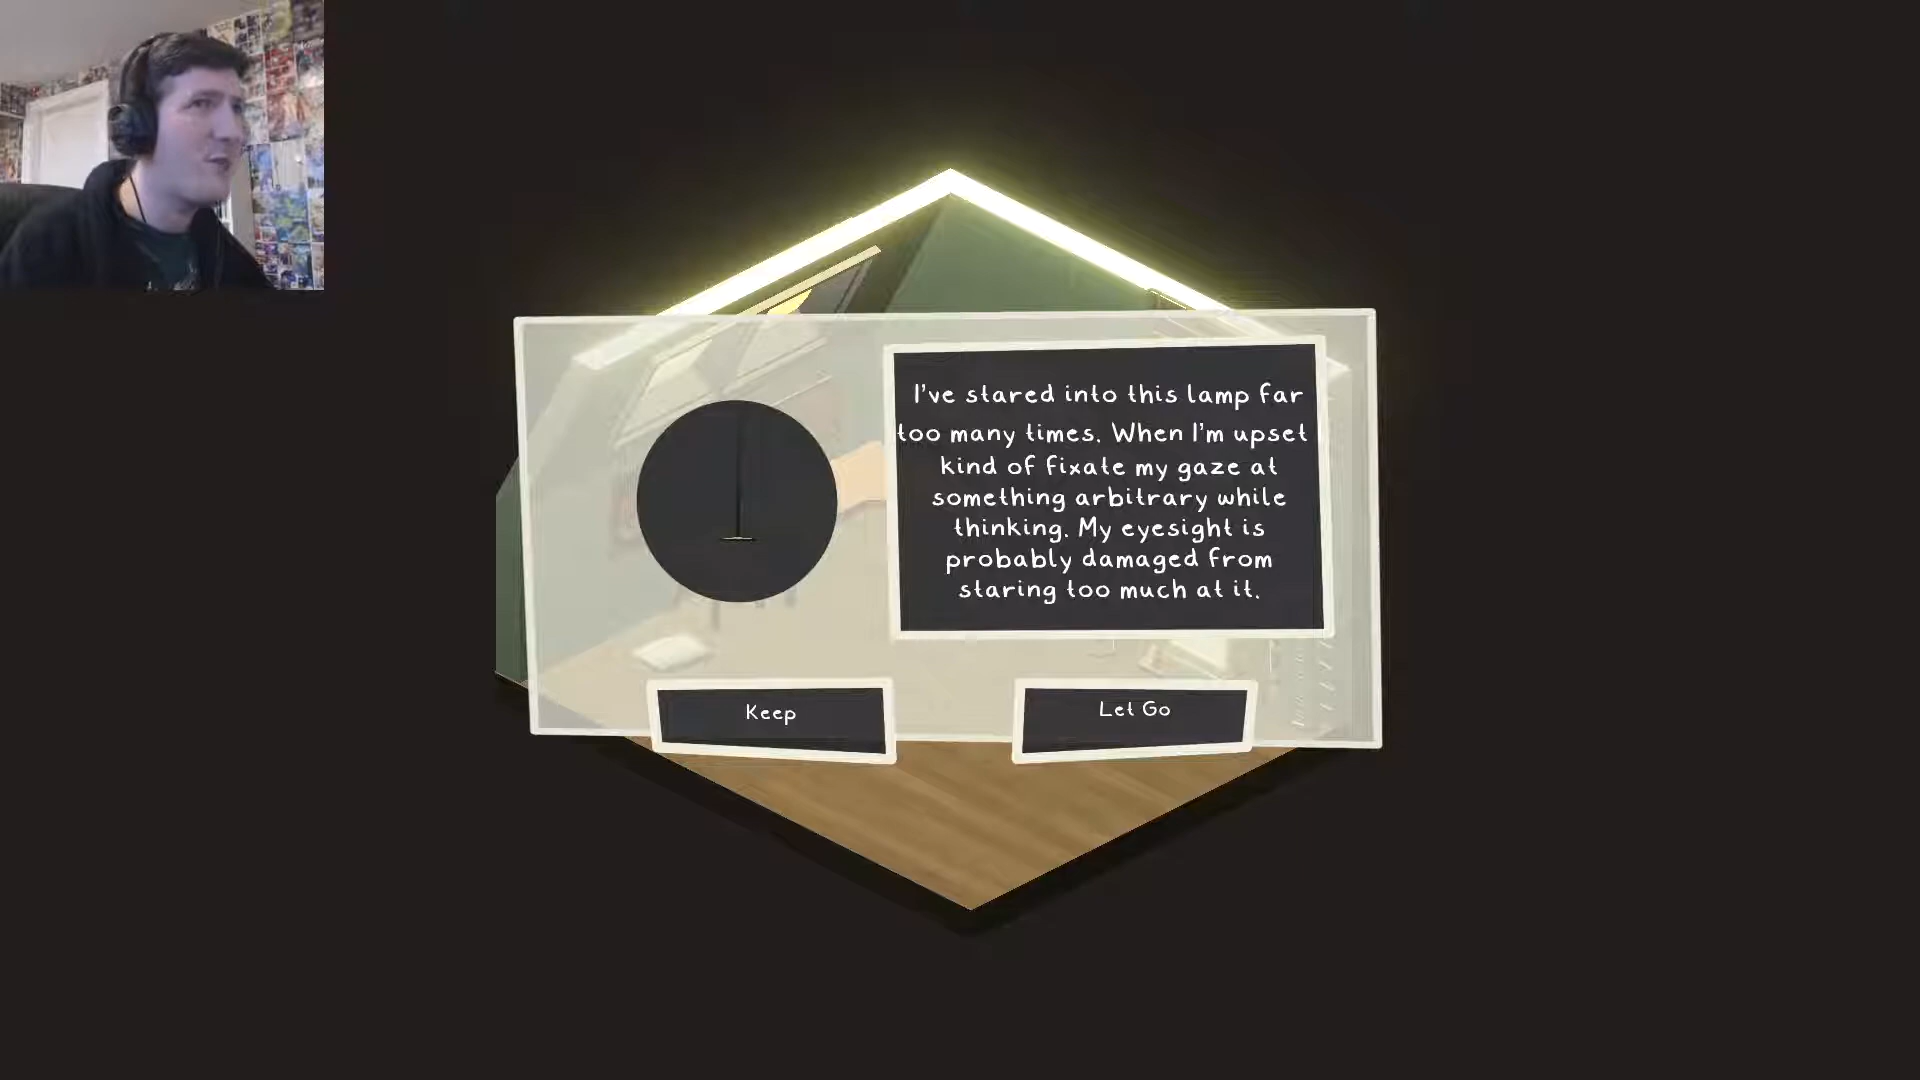 I've stared into this lamp far
too many times. When I'm upset
kind of fixate my gaze at
something arbitrary while
thinking. My eyesight is
probably damaged from
staring too much at it.
Keep
Let Go